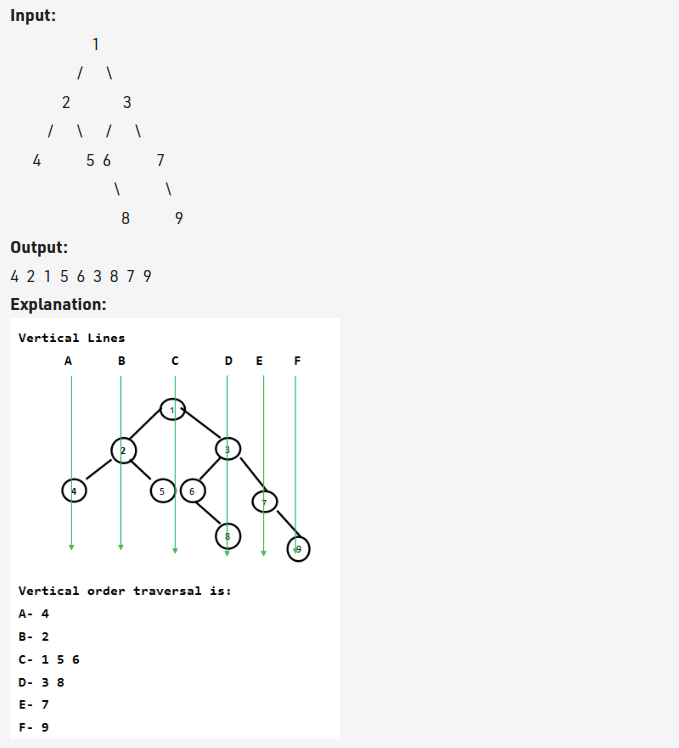 Input:
1
/ \
2 3
/ \ / \
4 5 6 7
\ \
8 9
Output:
4 2 1 5 6 3 8 7 9
Explanation:
Vertical Lines
A B C D E F
1
2 3
4 5 6 7
8 9
Vertical order traversal is:
A- 4
B- 2
C- 1 5 6
D- 3 8
E- 7
F- 9